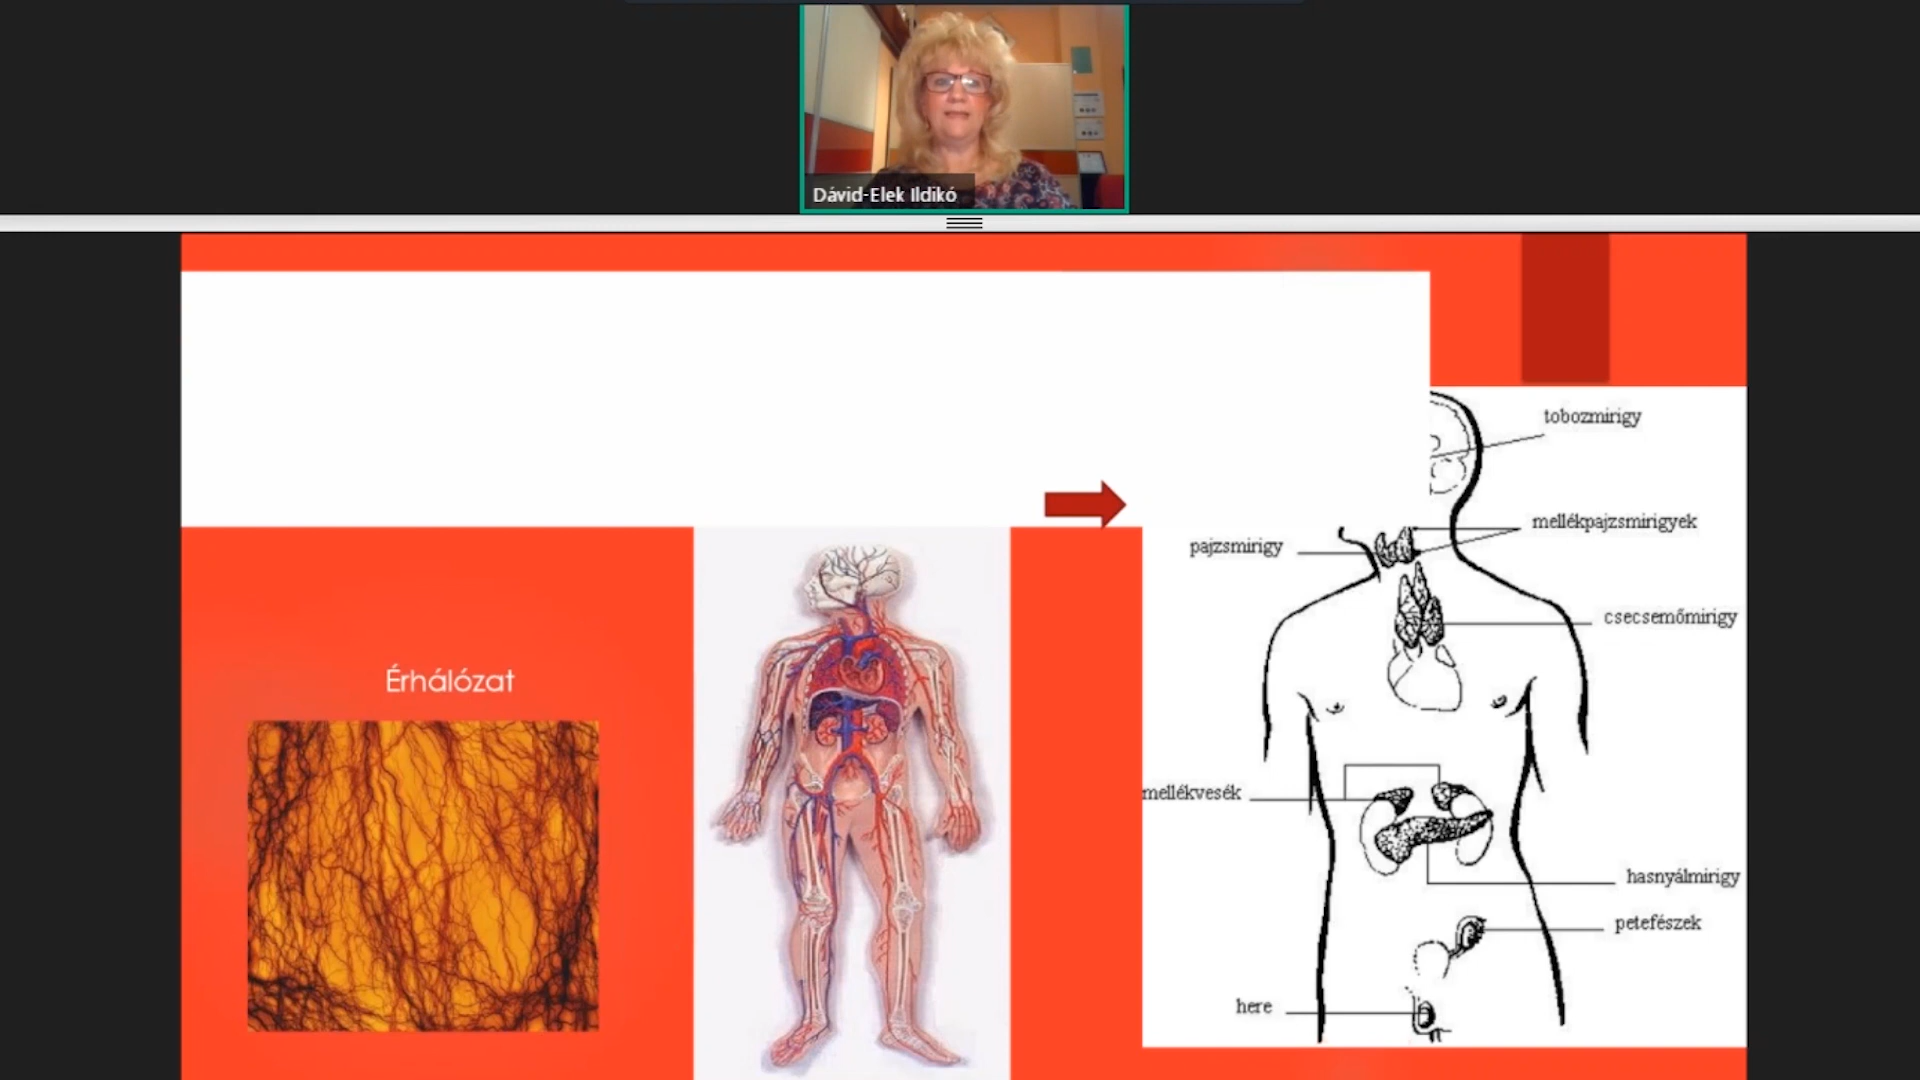 Dávid-Elek Ildikó
tobozmirigy
mellékpajzsmirigyek
pajzsmirigy
csecsemőmirigy
Érhálózat
mellékvesék
hasnyálmirigy
petefészek
here